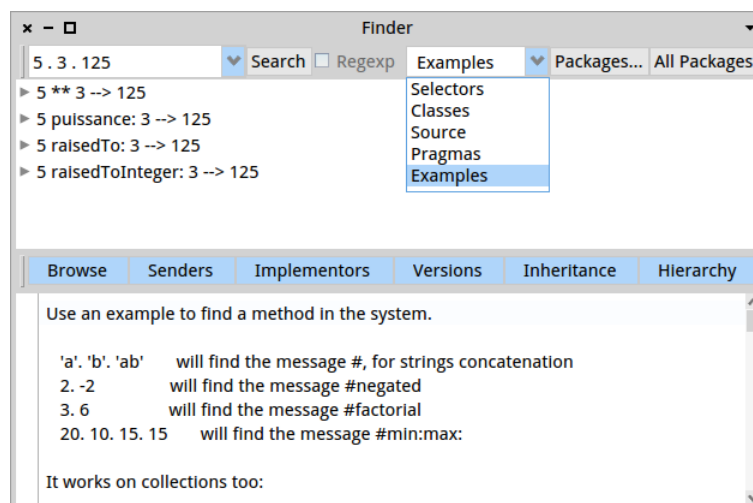 Finder
5 . 3 . 125 Search Regexp Examples Packages... All Packages
5 ** 3 --> 125
5 puissance: 3 --> 125
5 raisedTo: 3 --> 125
5 raisedToInteger: 3 --> 125
Selectors
Classes
Source
Pragmas
Examples
Browse Senders Implementors Versions Inheritance Hierarchy
Use an example to find a method in the system.
'a'. 'b'. 'ab' will find the message #, for strings concatenation
2. -2 will find the message #negated
3. 6 will find the message #factorial
20. 10. 15. 15 will find the message #min:max:
It works on collections too: